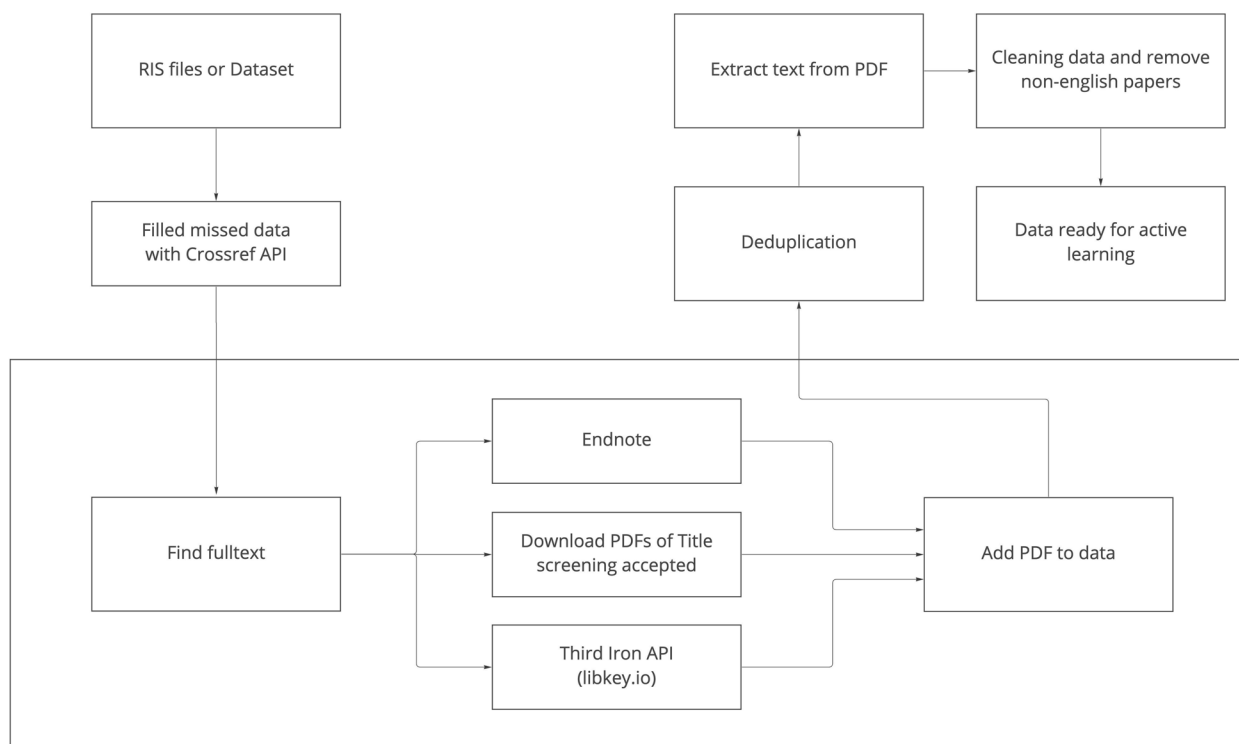 RIS files or Dataset
Filled missed data
with Crossref API
Find fulltext
Endnote
Download PDFs of Title
screening accepted
Third Iron API
(libkey.io)
Add PDF to data
Deduplication
Extract text from PDF
Cleaning data and remove
non-english papers
Data ready for active
learning